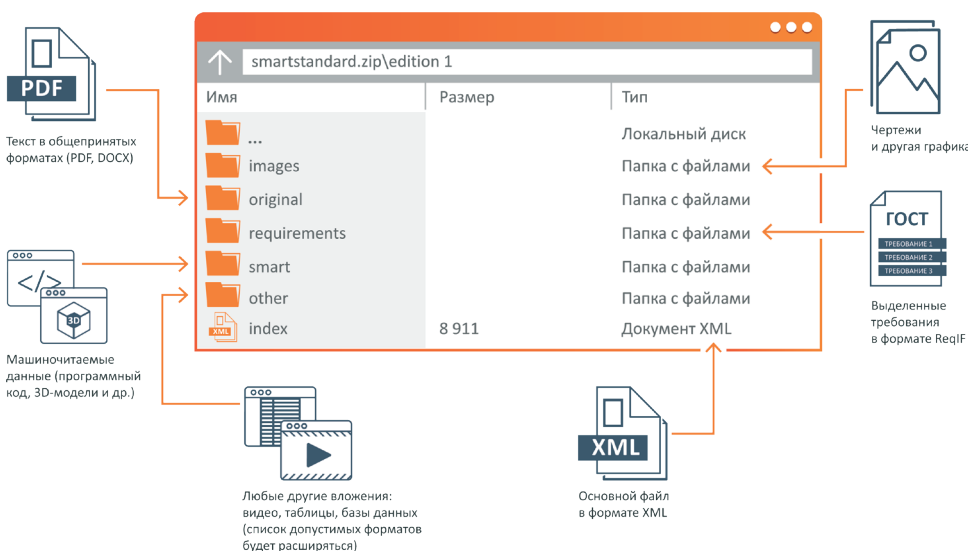 smartstandard.zip\edition 1
Имя Размер Тип
... Локальный диск
images Папка с файлами
original Папка с файлами
requirements Папка с файлами
smart Папка с файлами
other Папка с файлами
XML index 8 911 Документ XML
PDF
Текст в общепринятых
форматах (PDF, DOCX)
</>
3D
Машиночитаемые
данные (программный
код, 3D-модели и др.)
Любые другие вложения:
видео, таблицы, базы данных
(список допустимых форматов
будет расширяться)
XML
Основной файл
в формате XML
Чертежи
и другая графика
ГОСТ
ТРЕБОВАНИЕ 1
ТРЕБОВАНИЕ 2
ТРЕБОВАНИЕ 3
Выделенные
требования
в формате ReqIF